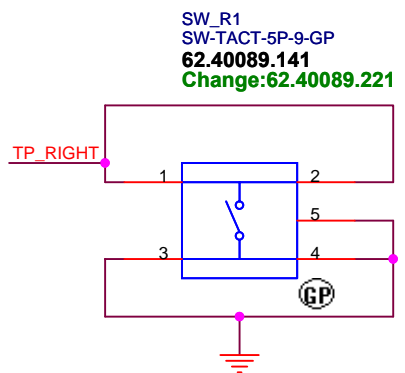 SW_R1
SW-TACT-5P-9-GP
62.40089.141
Change:62.40089.221
TP_RIGHT
1
2
5
3
4
GP